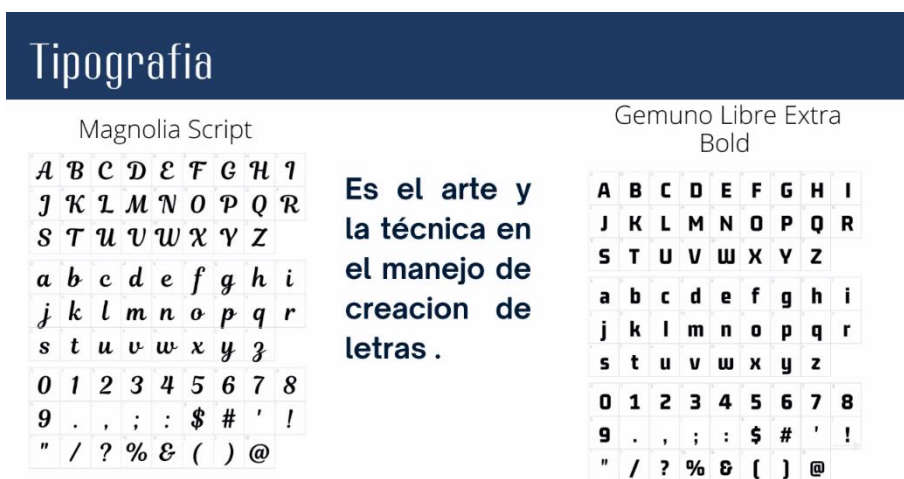 Tipografia
Magnolia Script
A B C D E F G H I
J K L M N O P Q R
S T U V W X Y Z
a b c d e f g h i
j k l m n o p q r
s t u v w x y z
0 1 2 3 4 5 6 7 8
9 . , ; : $ # ' !
" / ? % & ( ) @
Es el arte y
la técnica en
el manejo de
creacion de
letras .
Gemuno Libre Extra
Bold
A B C D E F G H I
J K L M N O P Q R
S T U V W X Y Z
a b c d e f g h i
j k l m n o p q r
s t u v w x y z
0 1 2 3 4 5 6 7 8
9 . , ; : $ # ' !
" / ? % & ( ) @